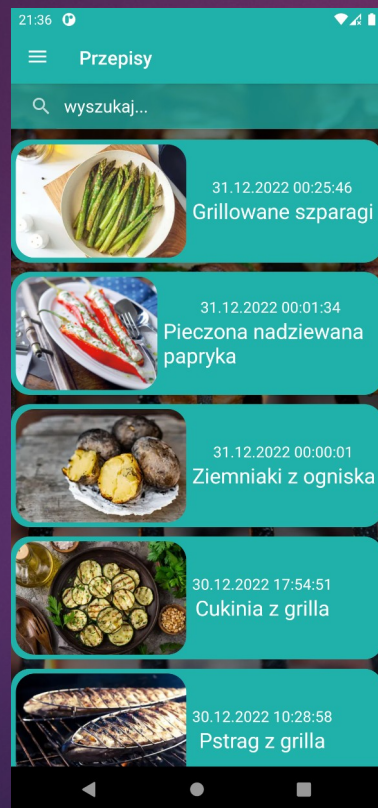 21:36
Przepisy
wyszukaj...
31.12.2022 00:25:46
Grillowane szparagi
31.12.2022 00:01:34
Pieczona nadziewana
papryka
31.12.2022 00:00:01
Ziemniaki z ogniska
30.12.2022 17:54:51
Cukinia z grilla
30.12.2022 10:28:58
Pstrag z grilla